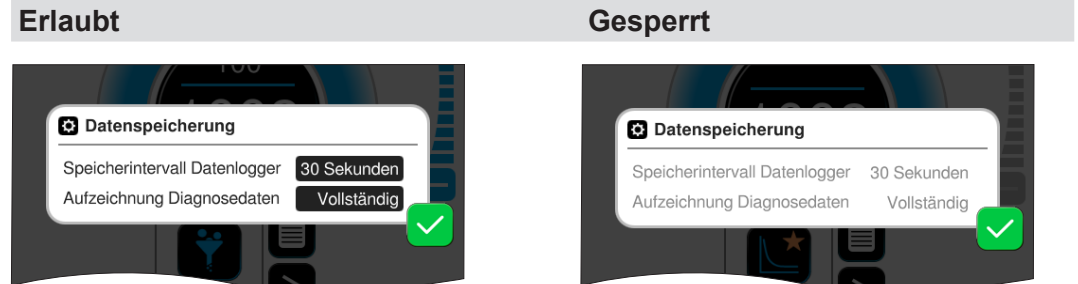 Erlaubt
Gesperrt
Datenspeicherung
Speicherintervall Datenlogger 30 Sekunden
Aufzeichnung Diagnosedaten Vollständig
Datenspeicherung
Speicherintervall Datenlogger 30 Sekunden
Aufzeichnung Diagnosedaten Vollständig